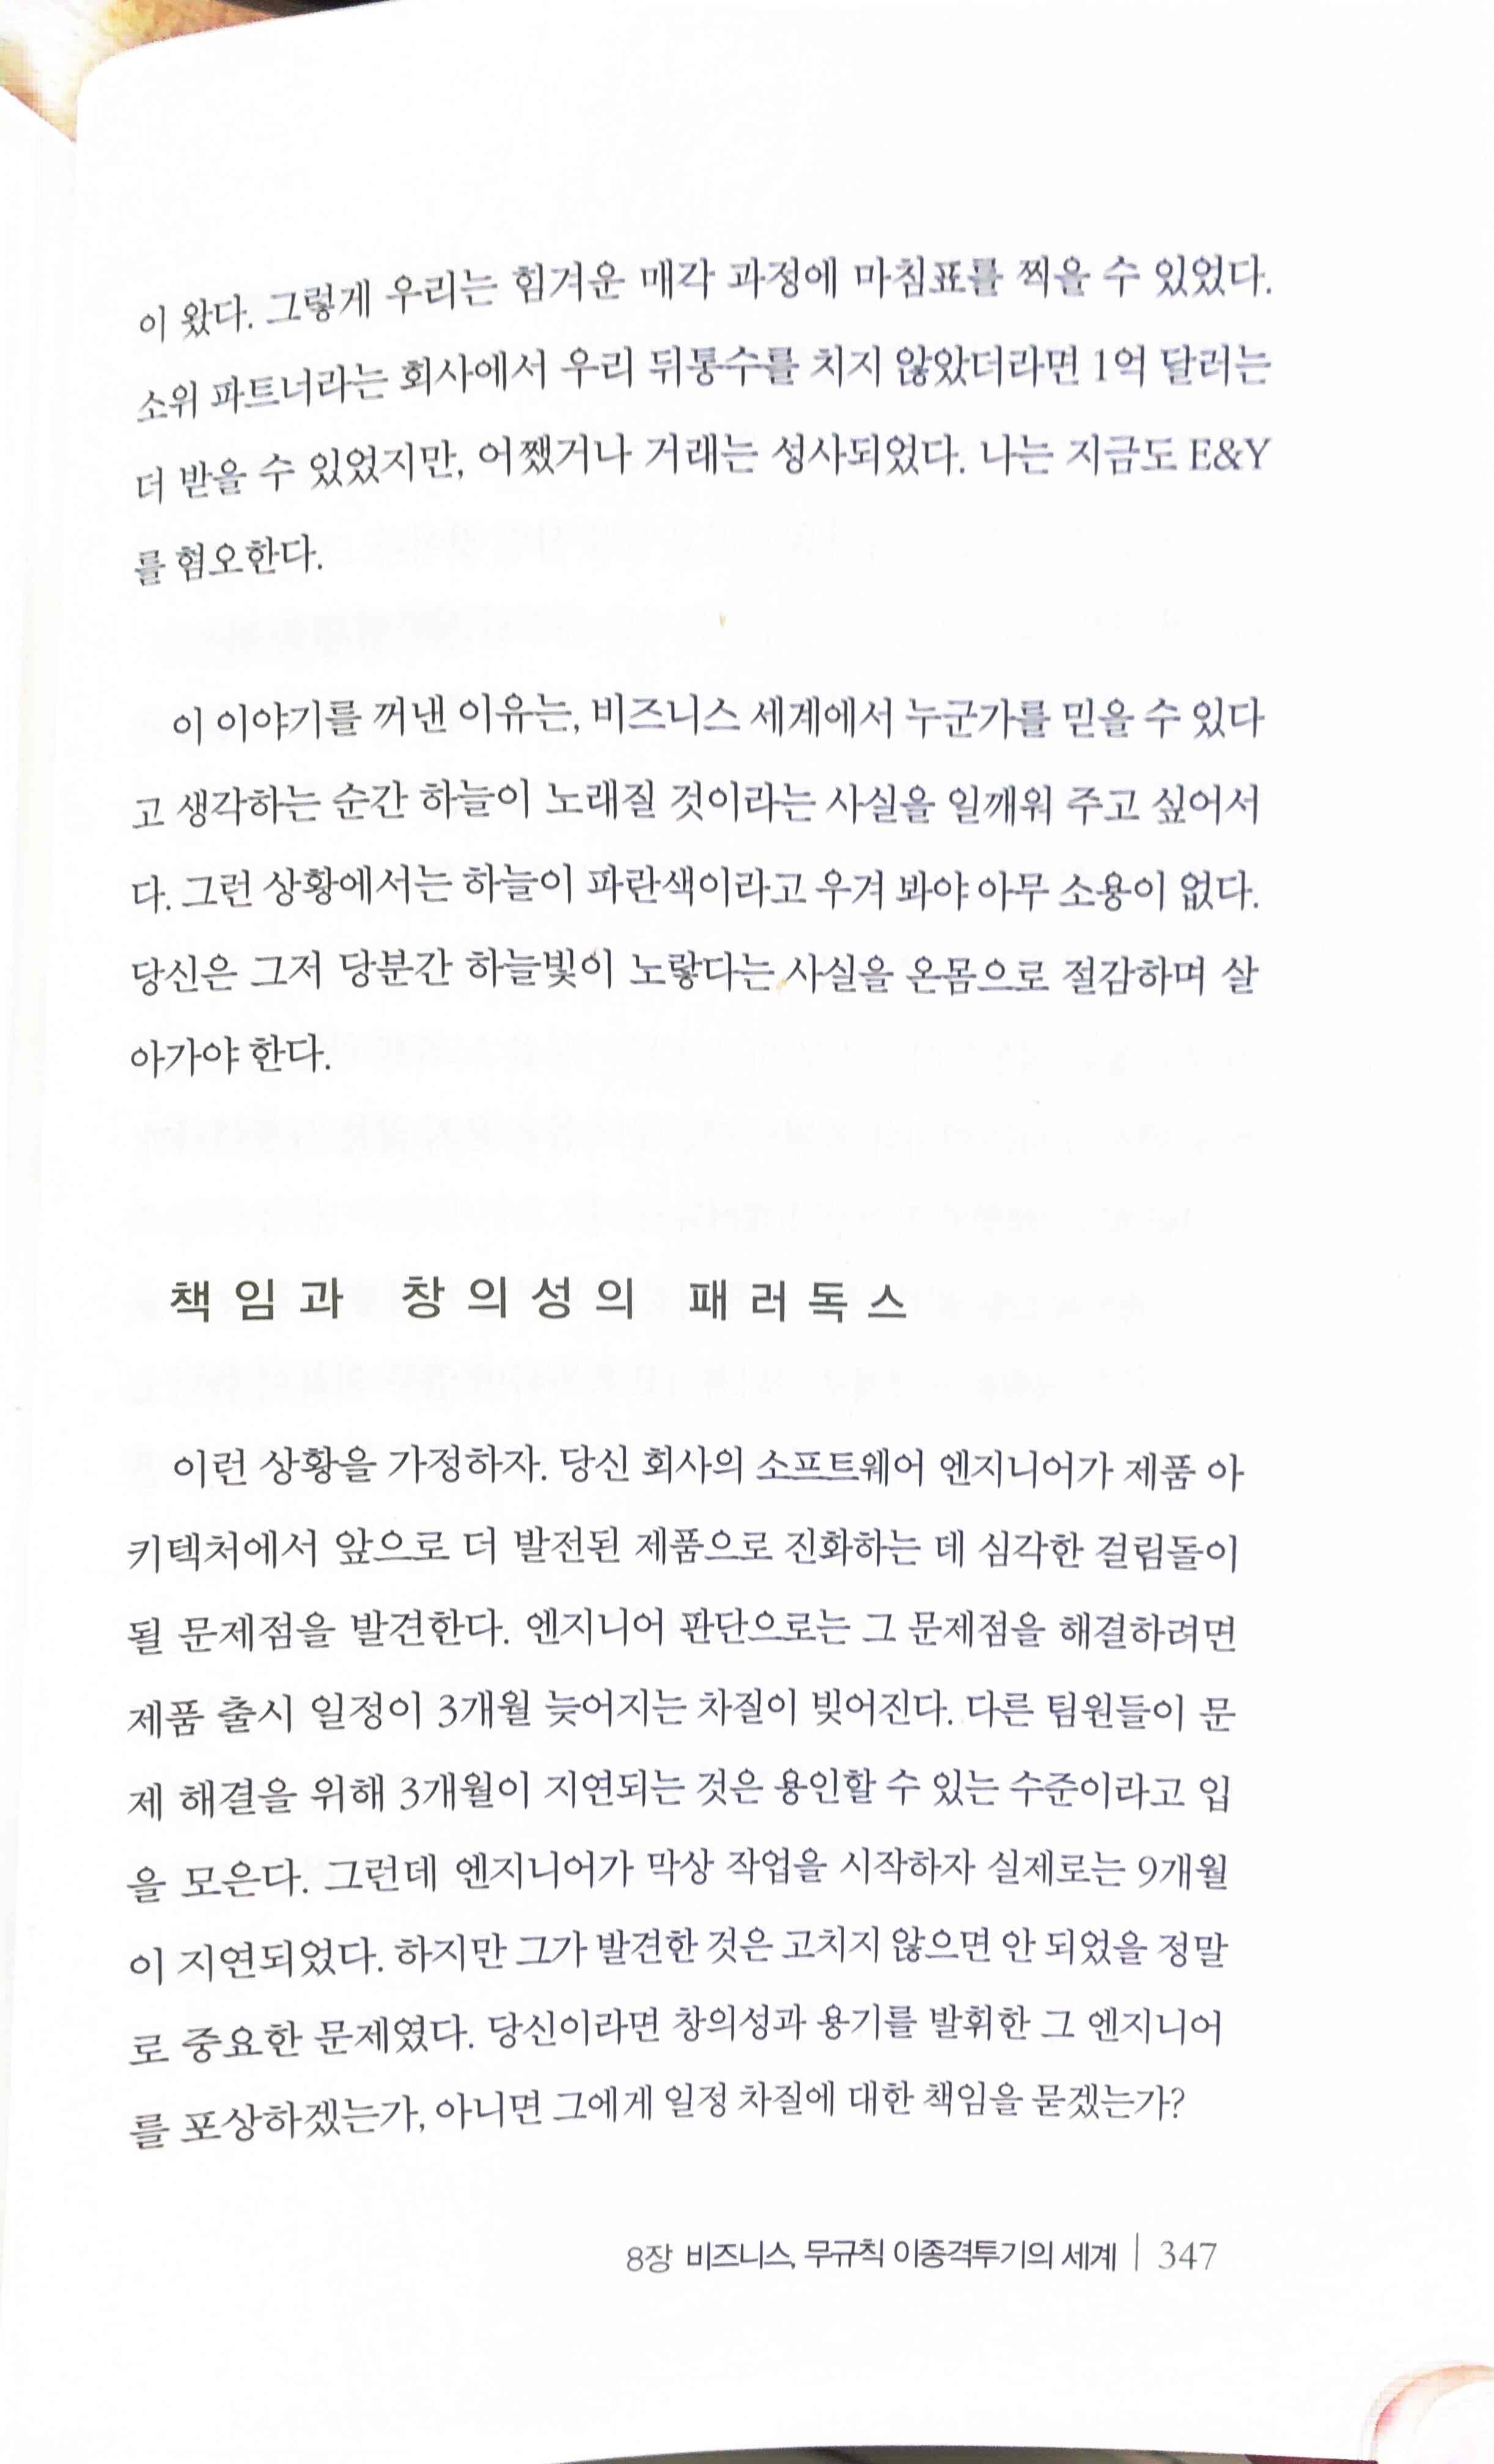 이 왔다. 그렇게 우리는 힘겨운 매각 과정에 마침표를 찍을 수 있었다.
소위 파트너라는 회사에서 우리 뒤통수를 치지 않았더라면 1억 달러는
더 받을 수 있었지만, 어쨌거나 거래는 성사되었다. 나는 지금도 E&Y
를 혐오한다.
이 이야기를 꺼낸 이유는, 비즈니스 세계에서 누군가를 믿을 수 있다
고 생각하는 순간 하늘이 노래질 것이라는 사실을 일깨워 주고 싶어서
다. 그런 상황에서는 하늘이 파란색이라고 우겨 봐야 아무 소용이 없다.
당신은 그저 당분간 하늘빛이 노랗다는 사실을 온몸으로 절감하며 살
아가야 한다.
책임과 창의성의 패러독스
이런 상황을 가정하자. 당신 회사의 소프트웨어 엔지니어가 제품 아
키텍처에서 앞으로 더 발전된 제품으로 진화하는 데 심각한 걸림돌이
될 문제점을 발견한다. 엔지니어 판단으로는 그 문제점을 해결하려면
제품 출시 일정이 3개월 늦어지는 차질이 빚어진다. 다른 팀원들이 문
제 해결을 위해 3개월이 지연되는 것은 용인할 수 있는 수준이라고 입
을 모은다. 그런데 엔지니어가 막상 작업을 시작하자 실제로는 9개월
이 지연되었다. 하지만 그가 발견한 것은 고치지 않으면 안 되었을 정말
로 중요한 문제였다. 당신이라면 창의성과 용기를 발휘한 그 엔지니어
를 포상하겠는가, 아니면 그에게 일정 차질에 대한 책임을 묻겠는가?
8장 비즈니스, 무규칙 이종격투기의 세계 | 347